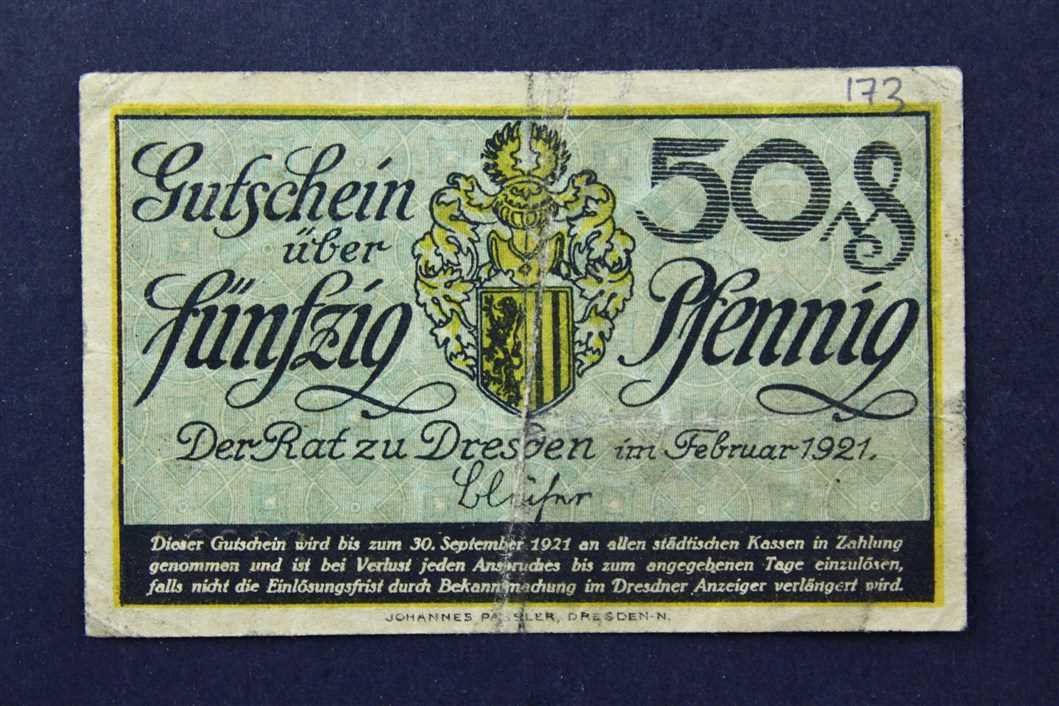 173
Gutschein
über
fünfzig
50 ₰
Pfennig
Der Rat zu Dresden im Februar 1921.
Blüher
Dieser Gutschein wird bis zum 30. September 1921 an allen städtischen Kassen in Zahlung
genommen und ist bei Verlust jeden Anspruches bis zum angegebenen Tage einzulösen,
falls nicht die Einlösungsfrist durch Bekanntmachung im Dresdner Anzeiger verlängert wird.
JOHANNES PÄSSLER, DRESDEN-N.